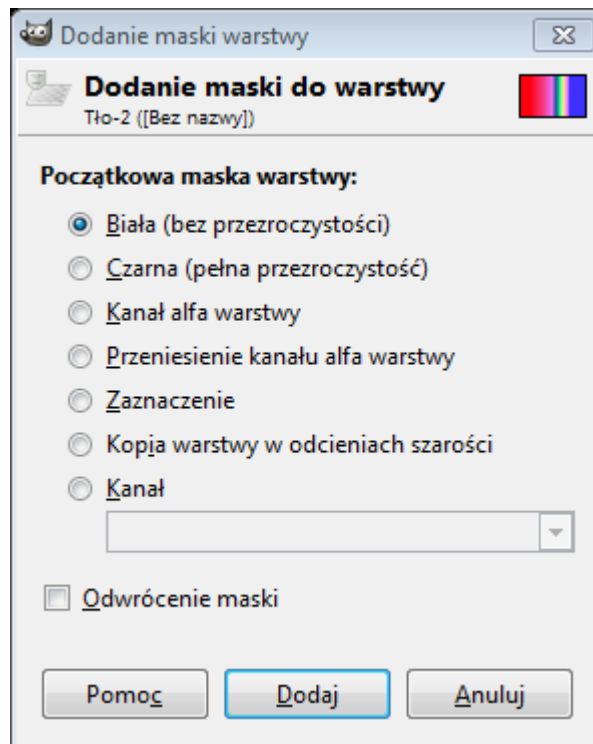 Dodanie maski warstwy
Dodanie maski do warstwy
Tło-2 ([Bez nazwy])
Początkowa maska warstwy:
Biała (bez przezroczystości)
Czarna (pełna przezroczystość)
Kanał alfa warstwy
Przeniesienie kanału alfa warstwy
Zaznaczenie
Kopia warstwy w odcieniach szarości
Kanał
Odwrócenie maski
Pomoc Dodaj Anuluj